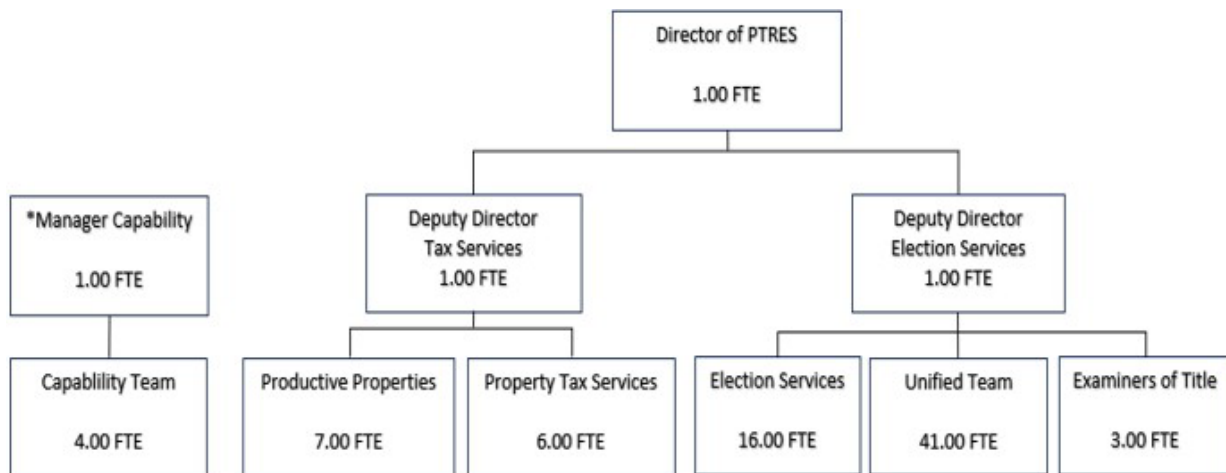 Director of PTRES
1.00 FTE
*Manager Capability
1.00 FTE
Deputy Director
Tax Services
1.00 FTE
Deputy Director
Election Services
1.00 FTE
Capablility Team
4.00 FTE
Productive Properties
7.00 FTE
Property Tax Services
6.00 FTE
Election Services
16.00 FTE
Unified Team
41.00 FTE
Examiners of Title
3.00 FTE